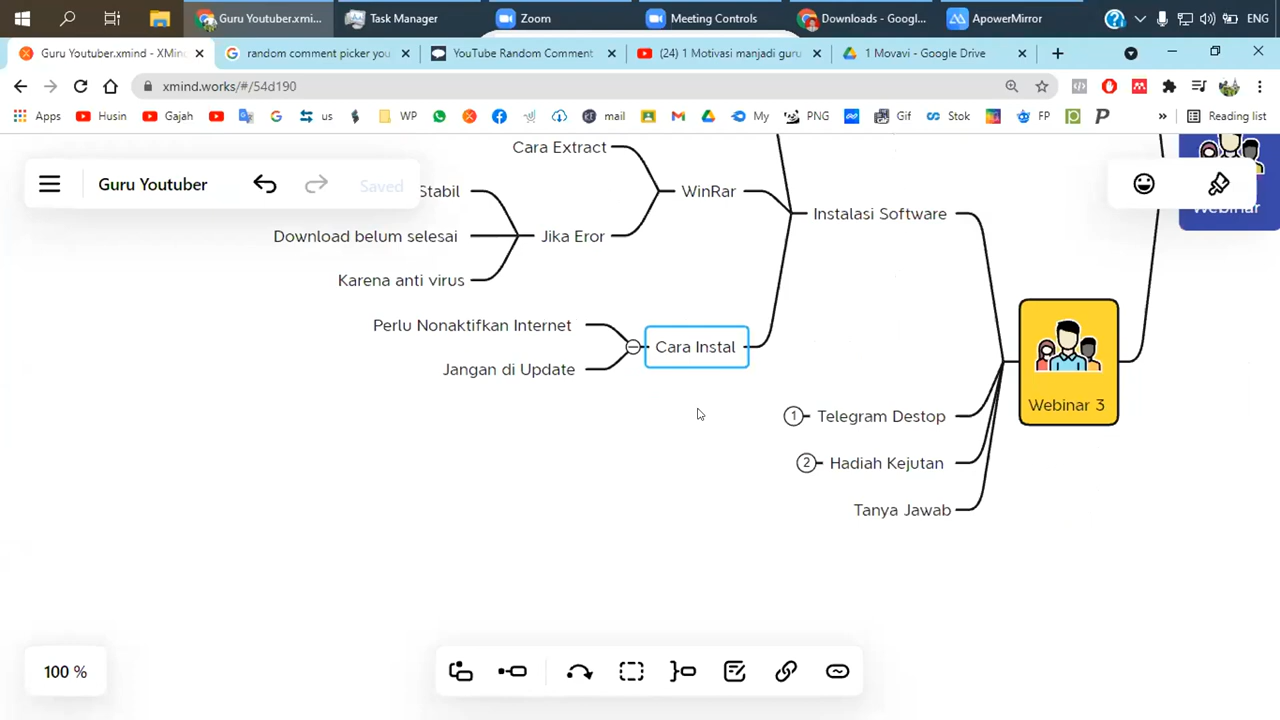 Guru Youtuber.xmi...
Task Manager
Zoom
Meeting Controls
Downloads - Googl...
ApowerMirror
ENG
Guru Youtuber.xmind - XMin
random comment picker you
YouTube Random Comment
(24) 1 Motivasi manjadi guru
1 Movavi - Google Drive
xmind.works/#/54d190
Apps
Husin
Gajah
us
WP
mail
My
PNG
Gif
Stok
FP
Reading list
Guru Youtuber
Saved
Cara Extract
Stabil
WinRar
Instalasi Software
Webinar
Download belum selesai
Jika Eror
Karena anti virus
Perlu Nonaktifkan Internet
Cara Instal
Jangan di Update
Webinar 3
1
Telegram Destop
2
Hadiah Kejutan
Tanya Jawab
100 %